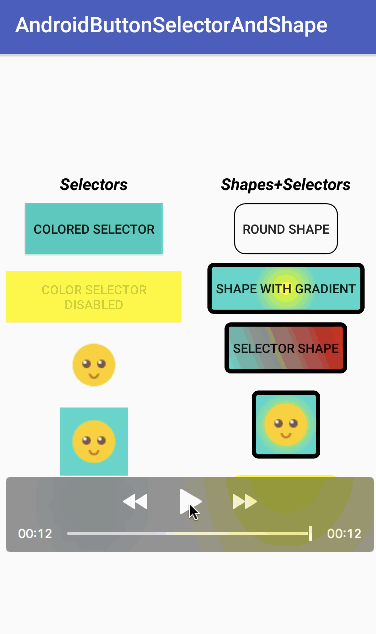 AndroidButtonSelectorAndShape
Selectors
Shapes+Selectors
COLORED SELECTOR
ROUND SHAPE
COLOR SELECTOR
DISABLED
SHAPE WITH GRADIENT
SELECTOR SHAPE
00:12
00:12